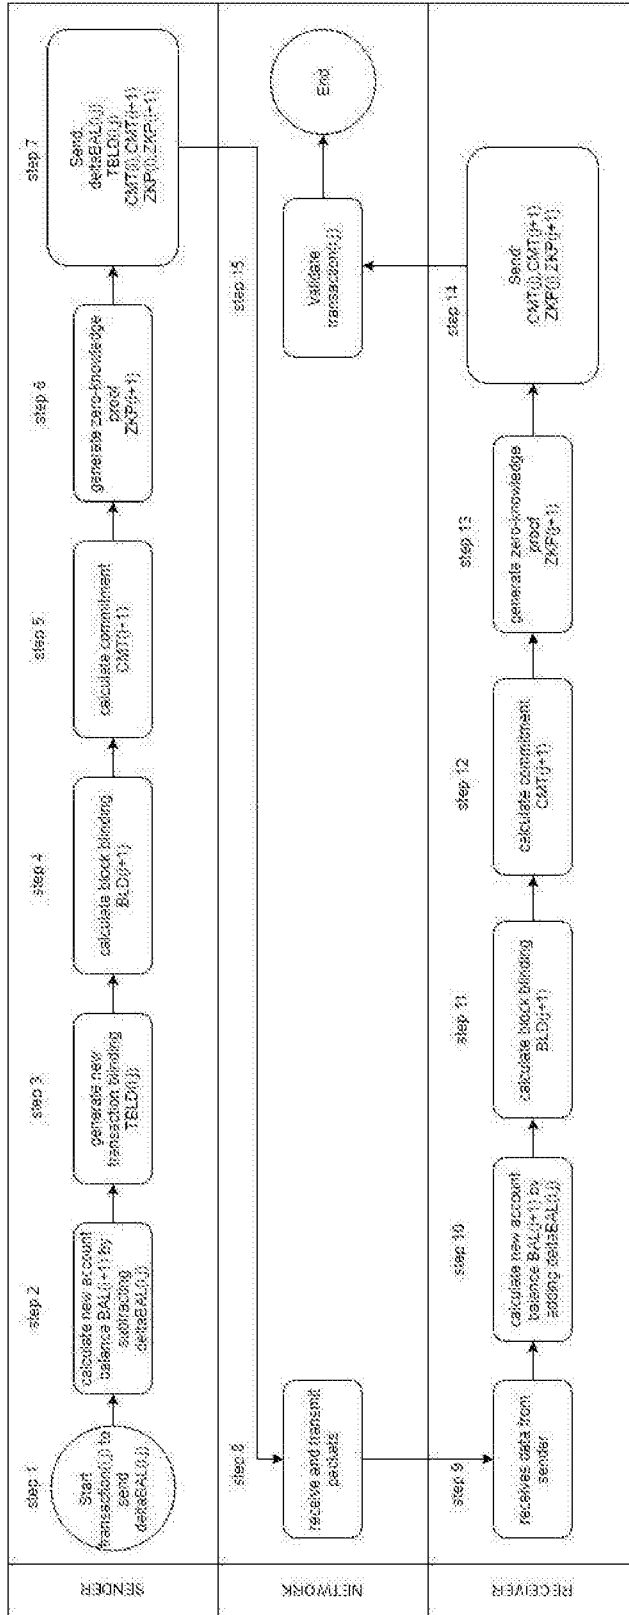 SENDER
step 1
Start
transaction(i,j) to
send
deltaBAL(i,j)
step 2
calculate new account
balance BAL(i+1) by
subtracting
deltaBAL(i,j)
step 3
generate new
transaction blinding
TBLD(i,j)
step 4
calculate block blinding
BLD(i+1)
step 5
calculate commitment
CMT(i+1)
step 6
generate zero-knowledge
proof
ZKP(i+1)
step 7
Send
deltaBAL(i,j)
TBLD(i,j)
CMT(i),CMT(i+1)
ZKP(i),ZKP(i+1)
NETWORK
step 8
receive and transmit
packets
step 15
Validate
transaction(i,j)
End
RECEIVER
step 9
receives data from
sender
step 10
calculate new account
balance BAL(j+1) by
adding deltaBAL(i,j)
step 11
calculate block blinding
BLD(j+1)
step 12
calculate commitment
CMT(j+1)
step 13
generate zero-knowledge
proof
ZKP(j+1)
step 14
Send
CMT(j),CMT(j+1)
ZKP(j),ZKP(j+1)